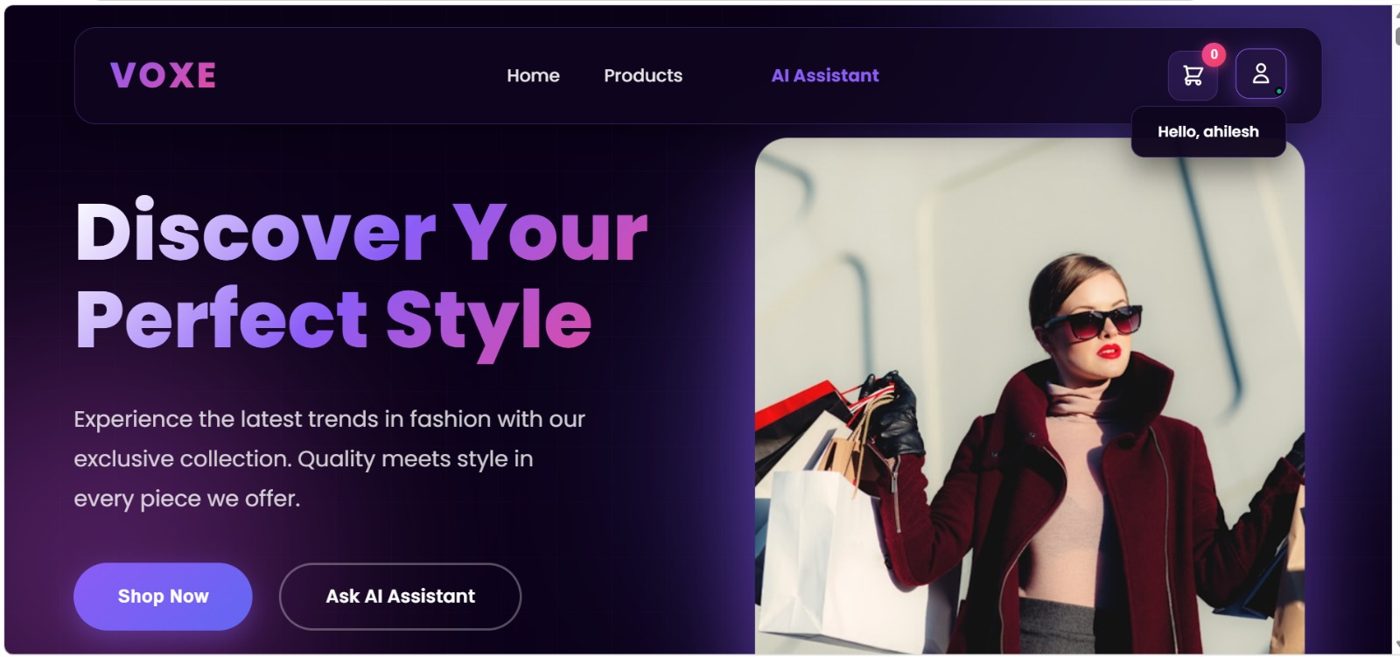 VOXE
Home
Products
AI Assistant
0
Hello, ahilesh
Discover Your
Perfect Style
Experience the latest trends in fashion with our
exclusive collection. Quality meets style in
every piece we offer.
Shop Now
Ask AI Assistant